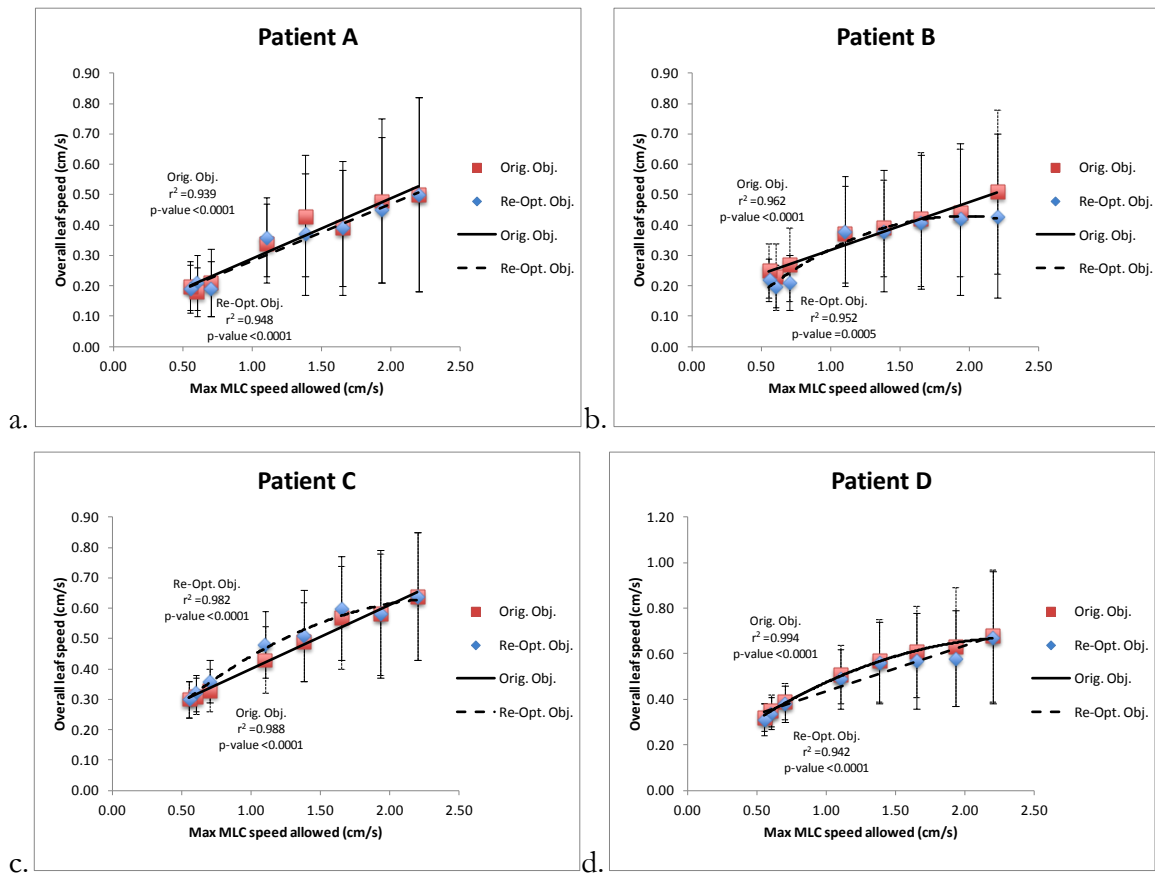 Patient A
0.90
0.80
0.70
0.60
0.50
0.40
0.30
0.20
0.10
0.00
Overall leaf speed (cm/s)
Orig. Obj.
r² =0.939
p-value <0.0001
Re-Opt. Obj.
r² =0.948
p-value <0.0001
0.00 0.50 1.00 1.50 2.00 2.50
Max MLC speed allowed (cm/s)
Orig. Obj.
Re-Opt. Obj.
Orig. Obj.
Re-Opt. Obj.
a.
Patient B
0.90
0.80
0.70
0.60
0.50
0.40
0.30
0.20
0.10
0.00
Overall leaf speed (cm/s)
Orig. Obj.
r² =0.962
p-value <0.0001
Re-Opt. Obj.
r² =0.952
p-value =0.0005
0.00 0.50 1.00 1.50 2.00 2.50
Max MLC speed allowed (cm/s)
Orig. Obj.
Re-Opt. Obj.
Orig. Obj.
Re-Opt. Obj.
b.
Patient C
0.90
0.80
0.70
0.60
0.50
0.40
0.30
0.20
0.10
0.00
Overall leaf speed (cm/s)
Re-Opt. Obj.
r² =0.982
p-value <0.0001
Orig. Obj.
r² =0.988
p-value <0.0001
0.00 0.50 1.00 1.50 2.00 2.50
Max MLC speed allowed (cm/s)
Orig. Obj.
Re-Opt. Obj.
Orig. Obj.
Re-Opt. Obj.
c.
Patient D
1.20
1.00
0.80
0.60
0.40
0.20
0.00
Overall leaf speed (cm/s)
Orig. Obj.
r² =0.994
p-value <0.0001
Re-Opt. Obj.
r² =0.942
p-value <0.0001
0.00 0.50 1.00 1.50 2.00 2.50
Max MLC speed allowed (cm/s)
Orig. Obj.
Re-Opt. Obj.
Orig. Obj.
Re-Opt. Obj.
d.